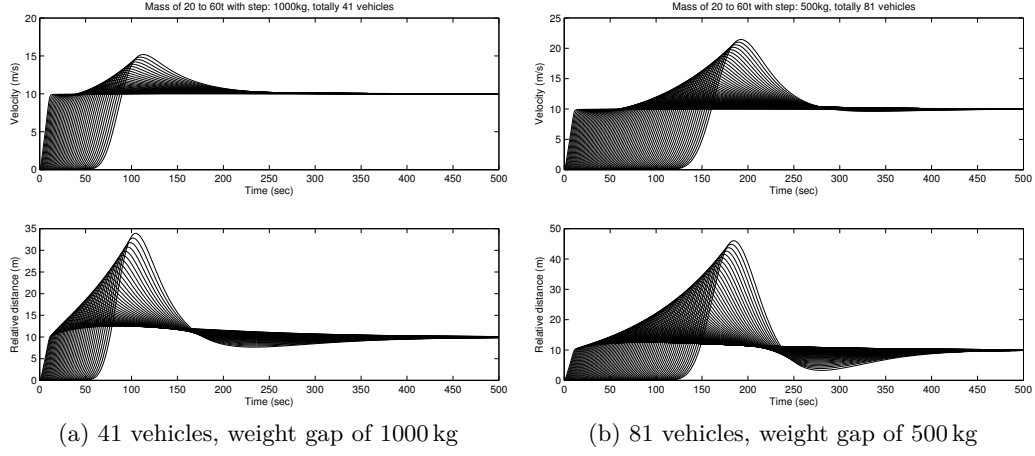 Mass of 20 to 60t with step: 1000kg, totally 41 vehicles
20
15
10
5
0
Velocity (m/s)
0 50 100 150 200 250 300 350 400 450 500
Time (sec)
35
30
25
20
15
10
5
0
Relative distance (m)
0 50 100 150 200 250 300 350 400 450 500
Time (sec)
(a) 41 vehicles, weight gap of 1000 kg
Mass of 20 to 60t with step: 500kg, totally 81 vehicles
25
20
15
10
5
0
Velocity (m/s)
0 50 100 150 200 250 300 350 400 450 500
Time (sec)
50
40
30
20
10
0
Relative distance (m)
0 50 100 150 200 250 300 350 400 450 500
Time (sec)
(b) 81 vehicles, weight gap of 500 kg